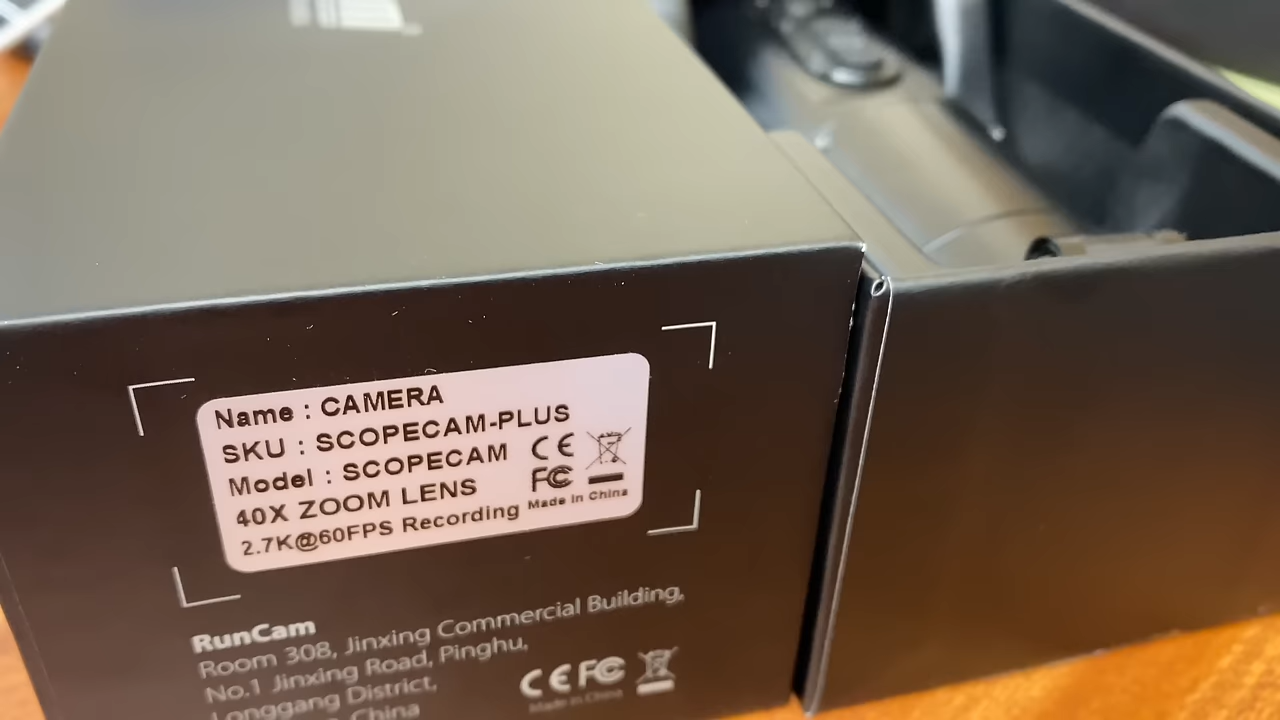 Name : CAMERA
SKU : SCOPECAM-PLUS
Model : SCOPECAM
40X ZOOM LENS
2.7K@60FPS Recording
CE
FC
Made in China
RunCam
Room 308, Jinxing Commercial Building,
No.1 Jinxing Road, Pinghu,
Longgang District,
China
CE FC
Made in China